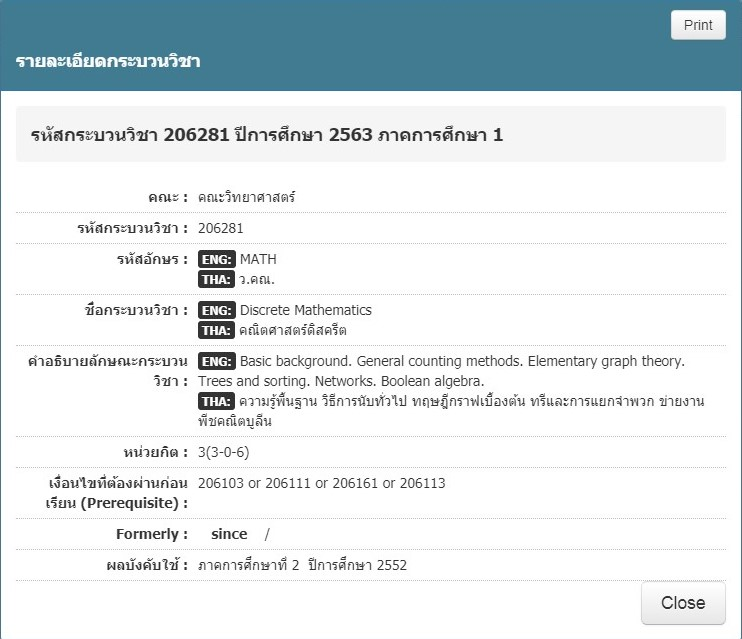 Print
รายละเอียดกระบวนวิชา
รหัสกระบวนวิชา 206281 ปีการศึกษา 2563 ภาคการศึกษา 1
คณะ : คณะวิทยาศาสตร์
รหัสกระบวนวิชา : 206281
รหัสอักษร : ENG: MATH
THA: ว.คณ.
ชื่อกระบวนวิชา : ENG: Discrete Mathematics
THA: คณิตศาสตร์ดิสครีต
คำอธิบายลักษณะกระบวน ENG: Basic background. General counting methods. Elementary graph theory.
วิชา : Trees and sorting. Networks. Boolean algebra.
THA: ความรู้พื้นฐาน วิธีการนับทั่วไป ทฤษฎีกราฟเบื้องต้น ทรีและการแยกจำพวก ข่ายงาน
พีชคณิตบูลีน
หน่วยกิต : 3(3-0-6)
เงื่อนไขที่ต้องผ่านก่อน 206103 or 206111 or 206161 or 206113
เรียน (Prerequisite) :
Formerly : since /
ผลบังคับใช้ : ภาคการศึกษาที่ 2 ปีการศึกษา 2552
Close